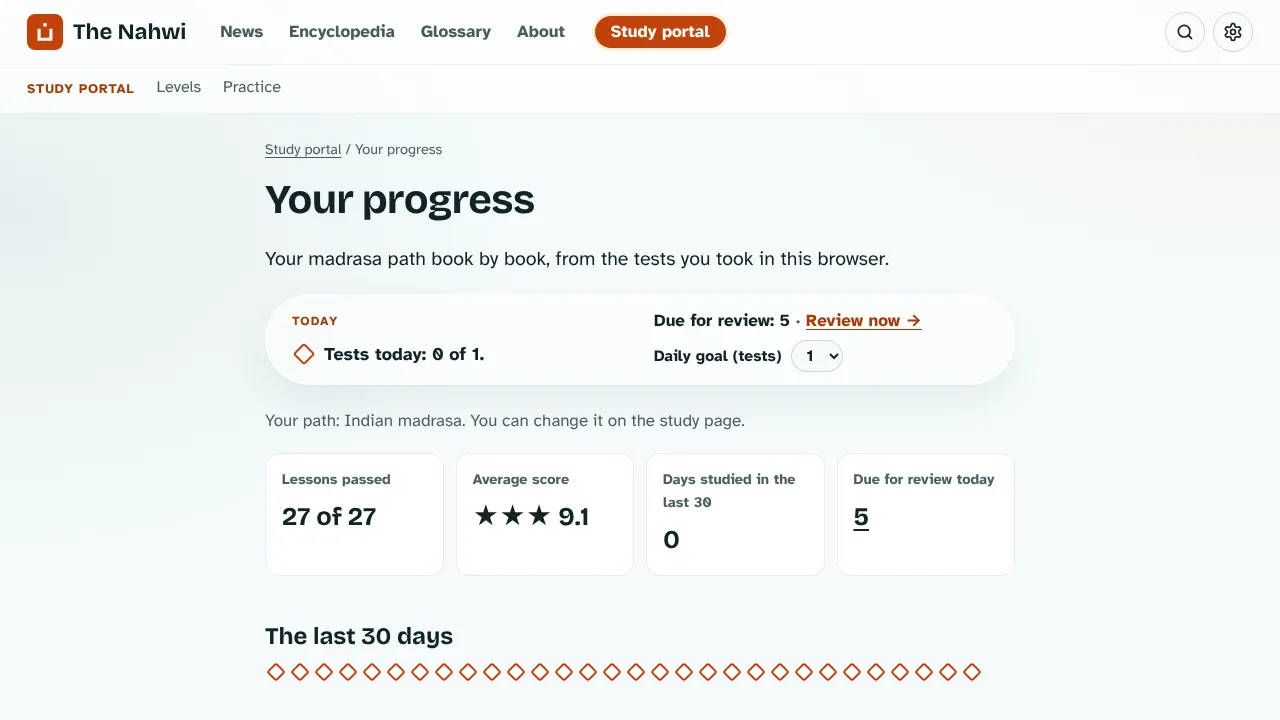 The Nahwi
News
Encyclopedia
Glossary
About
Study portal
STUDY PORTAL
Levels
Practice
Study portal / Your progress
Your progress
Your madrasa path book by book, from the tests you took in this browser.
TODAY
Tests today: 0 of 1.
Due for review: 5 · Review now →
Daily goal (tests) 1
Your path: Indian madrasa. You can change it on the study page.
Lessons passed
27 of 27
Average score
★★★ 9.1
Days studied in the
last 30
0
Due for review today
5
The last 30 days